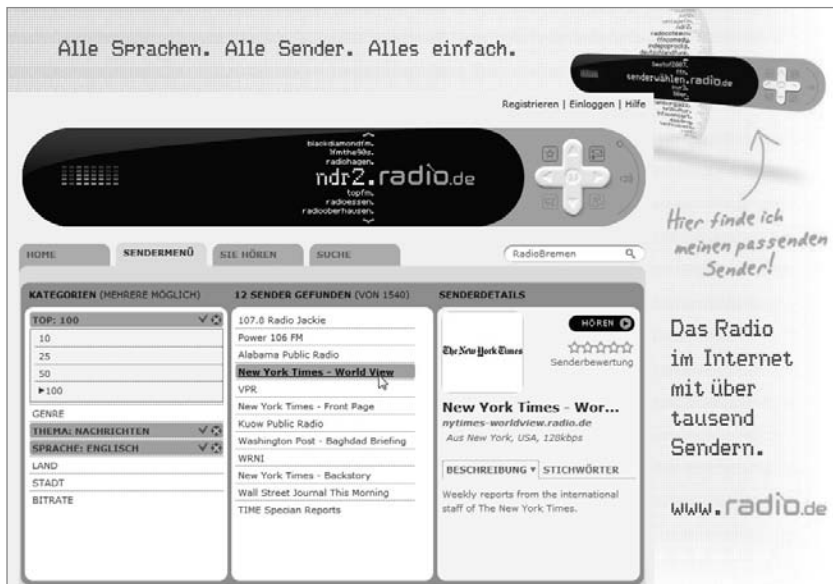 Alle Sprachen. Alle Sender. Alles einfach.
senderwählen.radio.de
Registrieren | Einloggen | Hilfe
blackdiamondfm.
radiohagen.
ndr2.radio.de
topfm.
radioessen.
radiooberhausen.
Hier finde ich
meinen passenden
Sender!
HOME
SENDERMENÜ
SIE HÖREN
SUCHE
RadioBremen
KATEGORIEN (MEHRERE MÖGLICH)
TOP: 100
10
25
50
▶100
GENRE
THEMA: NACHRICHTEN
SPRACHE: ENGLISCH
LAND
STADT
BITRATE
12 SENDER GEFUNDEN (VON 1540)
107.8 Radio Jackie
Power 106 FM
Alabama Public Radio
New York Times - World View
VPR
New York Times - Front Page
Kuow Public Radio
Washington Post - Baghdad Briefing
WRNI
New York Times - Backstory
Wall Street Journal This Morning
TIME Specian Reports
SENDERDETAILS
The New York Times
HÖREN
Senderbewertung
New York Times - Wor...
nytimes-worldview.radio.de
Aus New York, USA, 128kbps
BESCHREIBUNG ▾ STICHWÖRTER
Weekly reports from the international
staff of The New York Times.
Das Radio
im Internet
mit über
tausend
Sendern.
www.radio.de